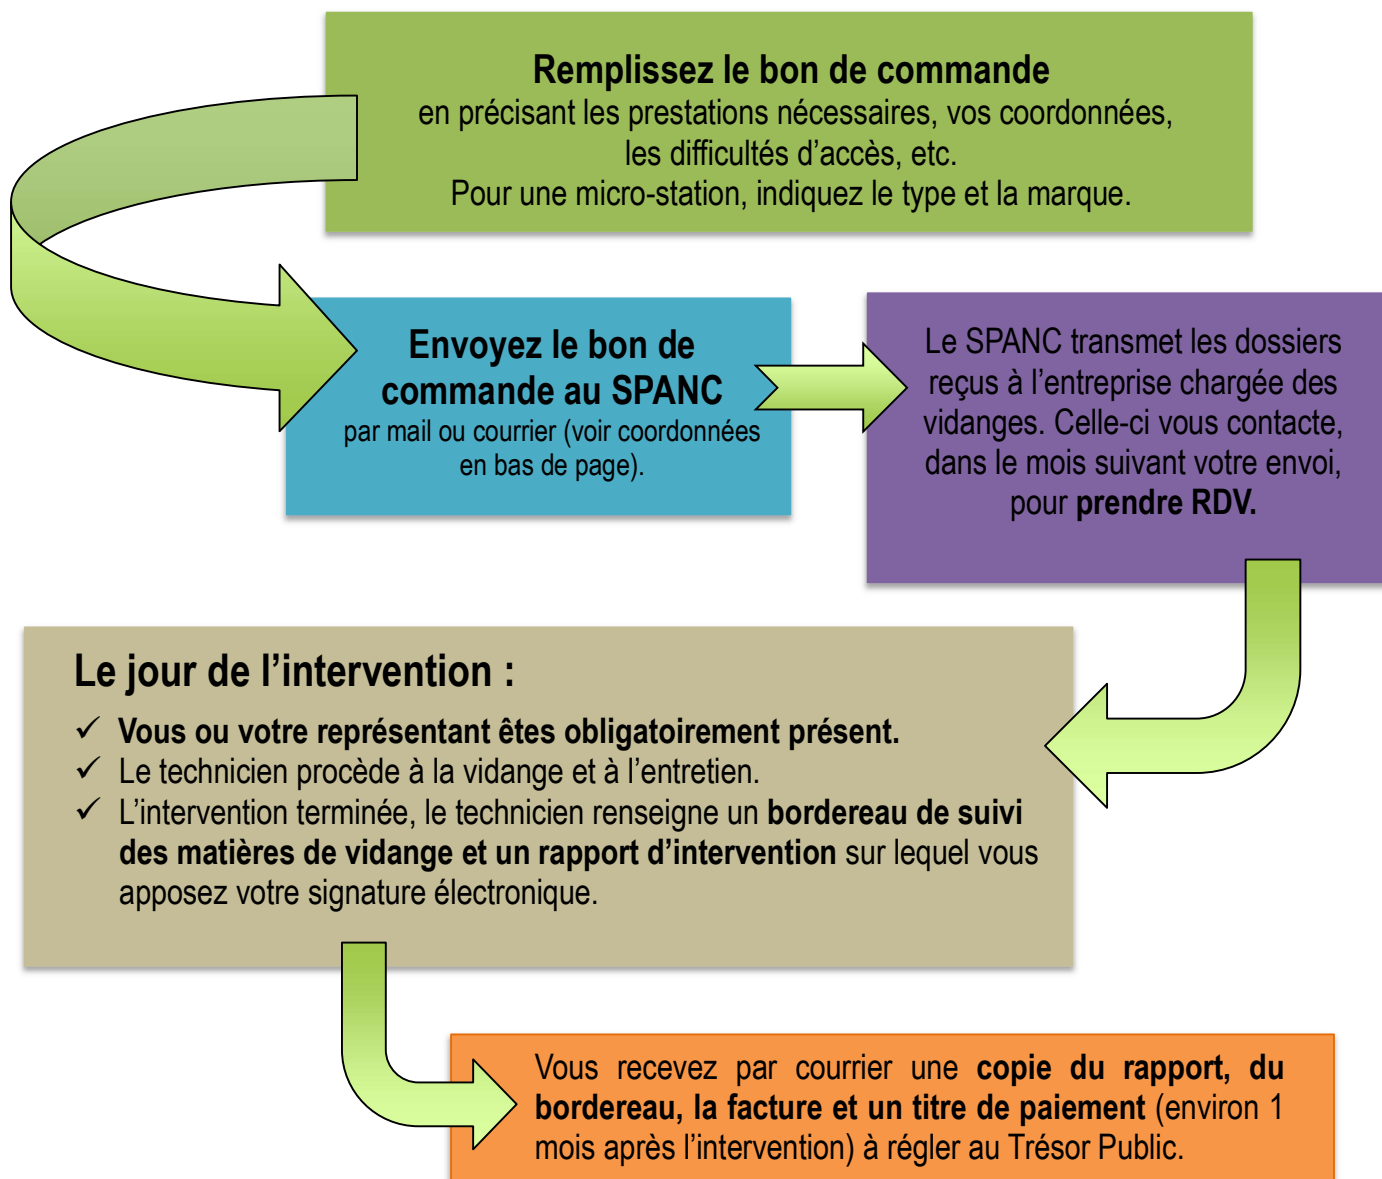 Remplissez le bon de commande
en précisant les prestations nécessaires, vos coordonnées,
les difficultés d’accès, etc.
Pour une micro-station, indiquez le type et la marque.
Envoyez le bon de
commande au SPANC
par mail ou courrier (voir coordonnées
en bas de page).
Le SPANC transmet les dossiers
reçus à l’entreprise chargée des
vidanges. Celle-ci vous contacte,
dans le mois suivant votre envoi,
pour prendre RDV.
Le jour de l’intervention :
✓ Vous ou votre représentant êtes obligatoirement présent.
✓ Le technicien procède à la vidange et à l’entretien.
✓ L’intervention terminée, le technicien renseigne un bordereau de suivi
des matières de vidange et un rapport d’intervention sur lequel vous
apposez votre signature électronique.
Vous recevez par courrier une copie du rapport, du
bordereau, la facture et un titre de paiement (environ 1
mois après l’intervention) à régler au Trésor Public.